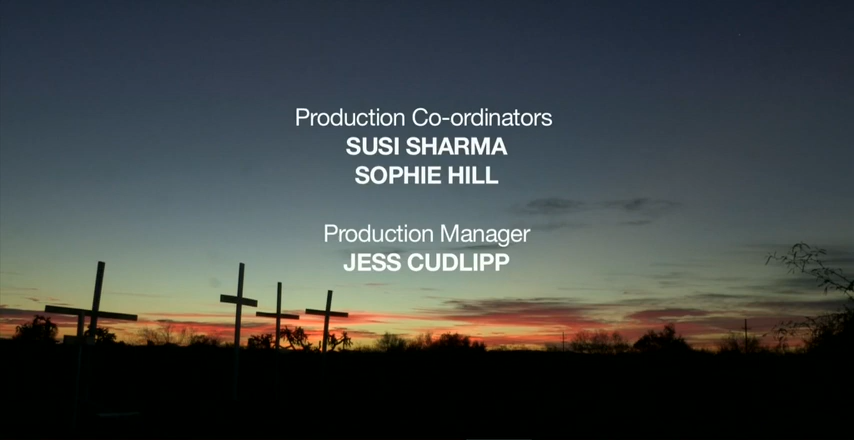 Production Co-ordinators
SUSI SHARMA
SOPHIE HILL
Production Manager
JESS CUDLIPP